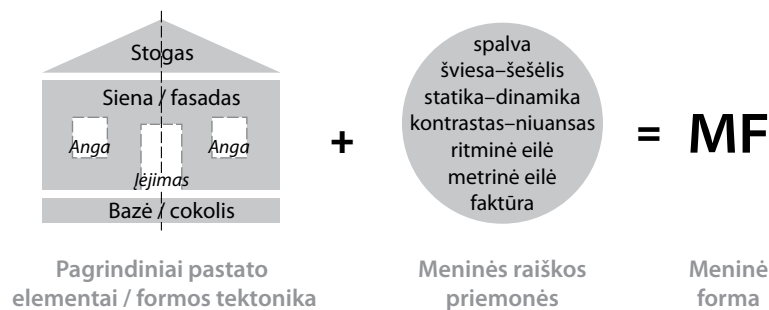 Stogas
Siena / fasadas
Anga
Anga
Įėjimas
Bazė / cokolis
+
spalva
šviesa–šešėlis
statika–dinamika
kontrastas–niuansas
ritminė eilė
metrinė eilė
faktūra
= MF
Pagrindiniai pastato
elementai / formos tektonika
Meninės raiškos
priemonės
Meninė
forma